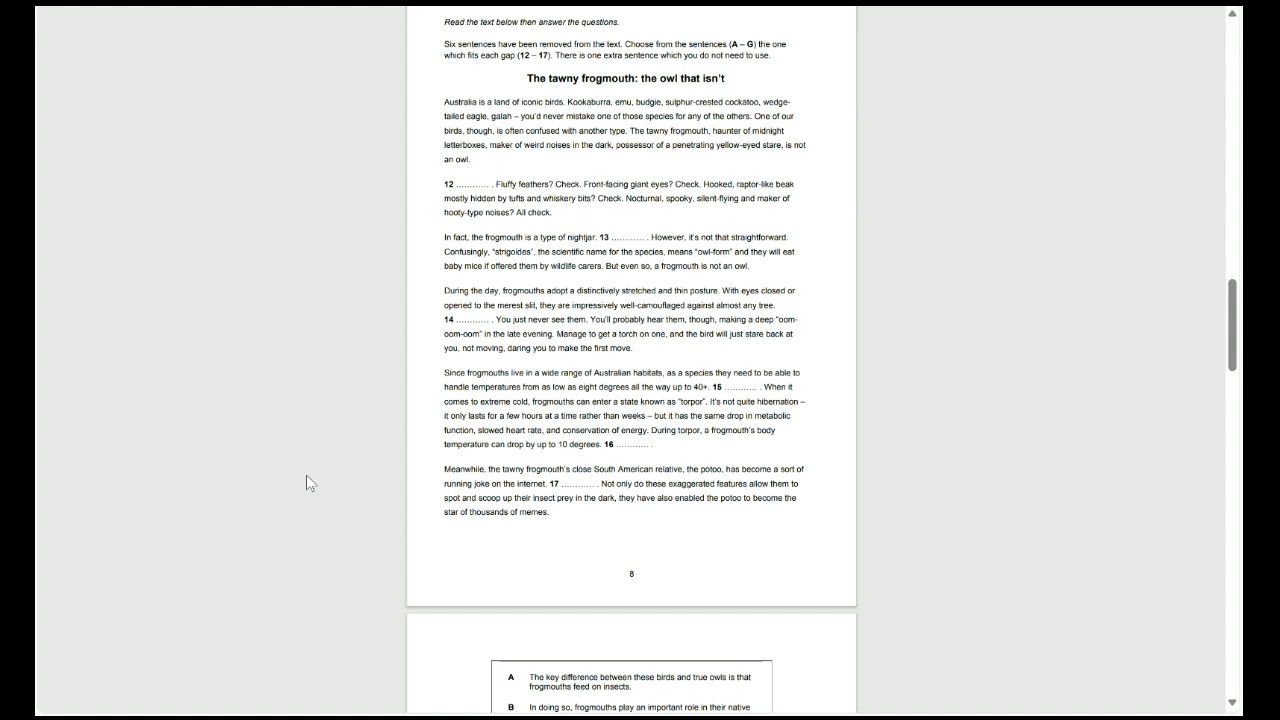 Read the text below then answer the questions.
Six sentences have been removed from the text. Choose from the sentences (A – G) the one
which fits each gap (12 – 17). There is one extra sentence which you do not need to use.
The tawny frogmouth: the owl that isn't
Australia is a land of iconic birds. Kookaburra, emu, budgie, sulphur-crested cockatoo, wedge-
tailed eagle, galah – you'd never mistake one of those species for any of the others. One of our
birds, though, is often confused with another type. The tawny frogmouth, haunter of midnight
letterboxes, maker of weird noises in the dark, possessor of a penetrating yellow-eyed stare, is not
an owl.
12 ............ . Fluffy feathers? Check. Front-facing giant eyes? Check. Hooked, raptor-like beak
mostly hidden by tufts and whiskery bits? Check. Nocturnal, spooky, silent-flying and maker of
hooty-type noises? All check.
In fact, the frogmouth is a type of nightjar. 13 ............ . However, it's not that straightforward.
Confusingly, "strigoides", the scientific name for the species, means "owl-form" and they will eat
baby mice if offered them by wildlife carers. But even so, a frogmouth is not an owl.
During the day, frogmouths adopt a distinctively stretched and thin posture. With eyes closed or
opened to the merest slit, they are impressively well-camouflaged against almost any tree.
14 ............ . You just never see them. You'll probably hear them, though, making a deep "oom-
oom-oom" in the late evening. Manage to get a torch on one, and the bird will just stare back at
you, not moving, daring you to make the first move.
Since frogmouths live in a wide range of Australian habitats, as a species they need to be able to
handle temperatures from as low as eight degrees all the way up to 40+. 15 ............ . When it
comes to extreme cold, frogmouths can enter a state known as "torpor". It's not quite hibernation –
it only lasts for a few hours at a time rather than weeks – but it has the same drop in metabolic
function, slowed heart rate, and conservation of energy. During torpor, a frogmouth's body
temperature can drop by up to 10 degrees. 16 ............ .
Meanwhile, the tawny frogmouth's close South American relative, the potoo, has become a sort of
running joke on the internet. 17 ............ . Not only do these exaggerated features allow them to
spot and scoop up their insect prey in the dark, they have also enabled the potoo to become the
star of thousands of memes.
8
A The key difference between these birds and true owls is that
frogmouths feed on insects.
B In doing so, frogmouths play an important role in their native